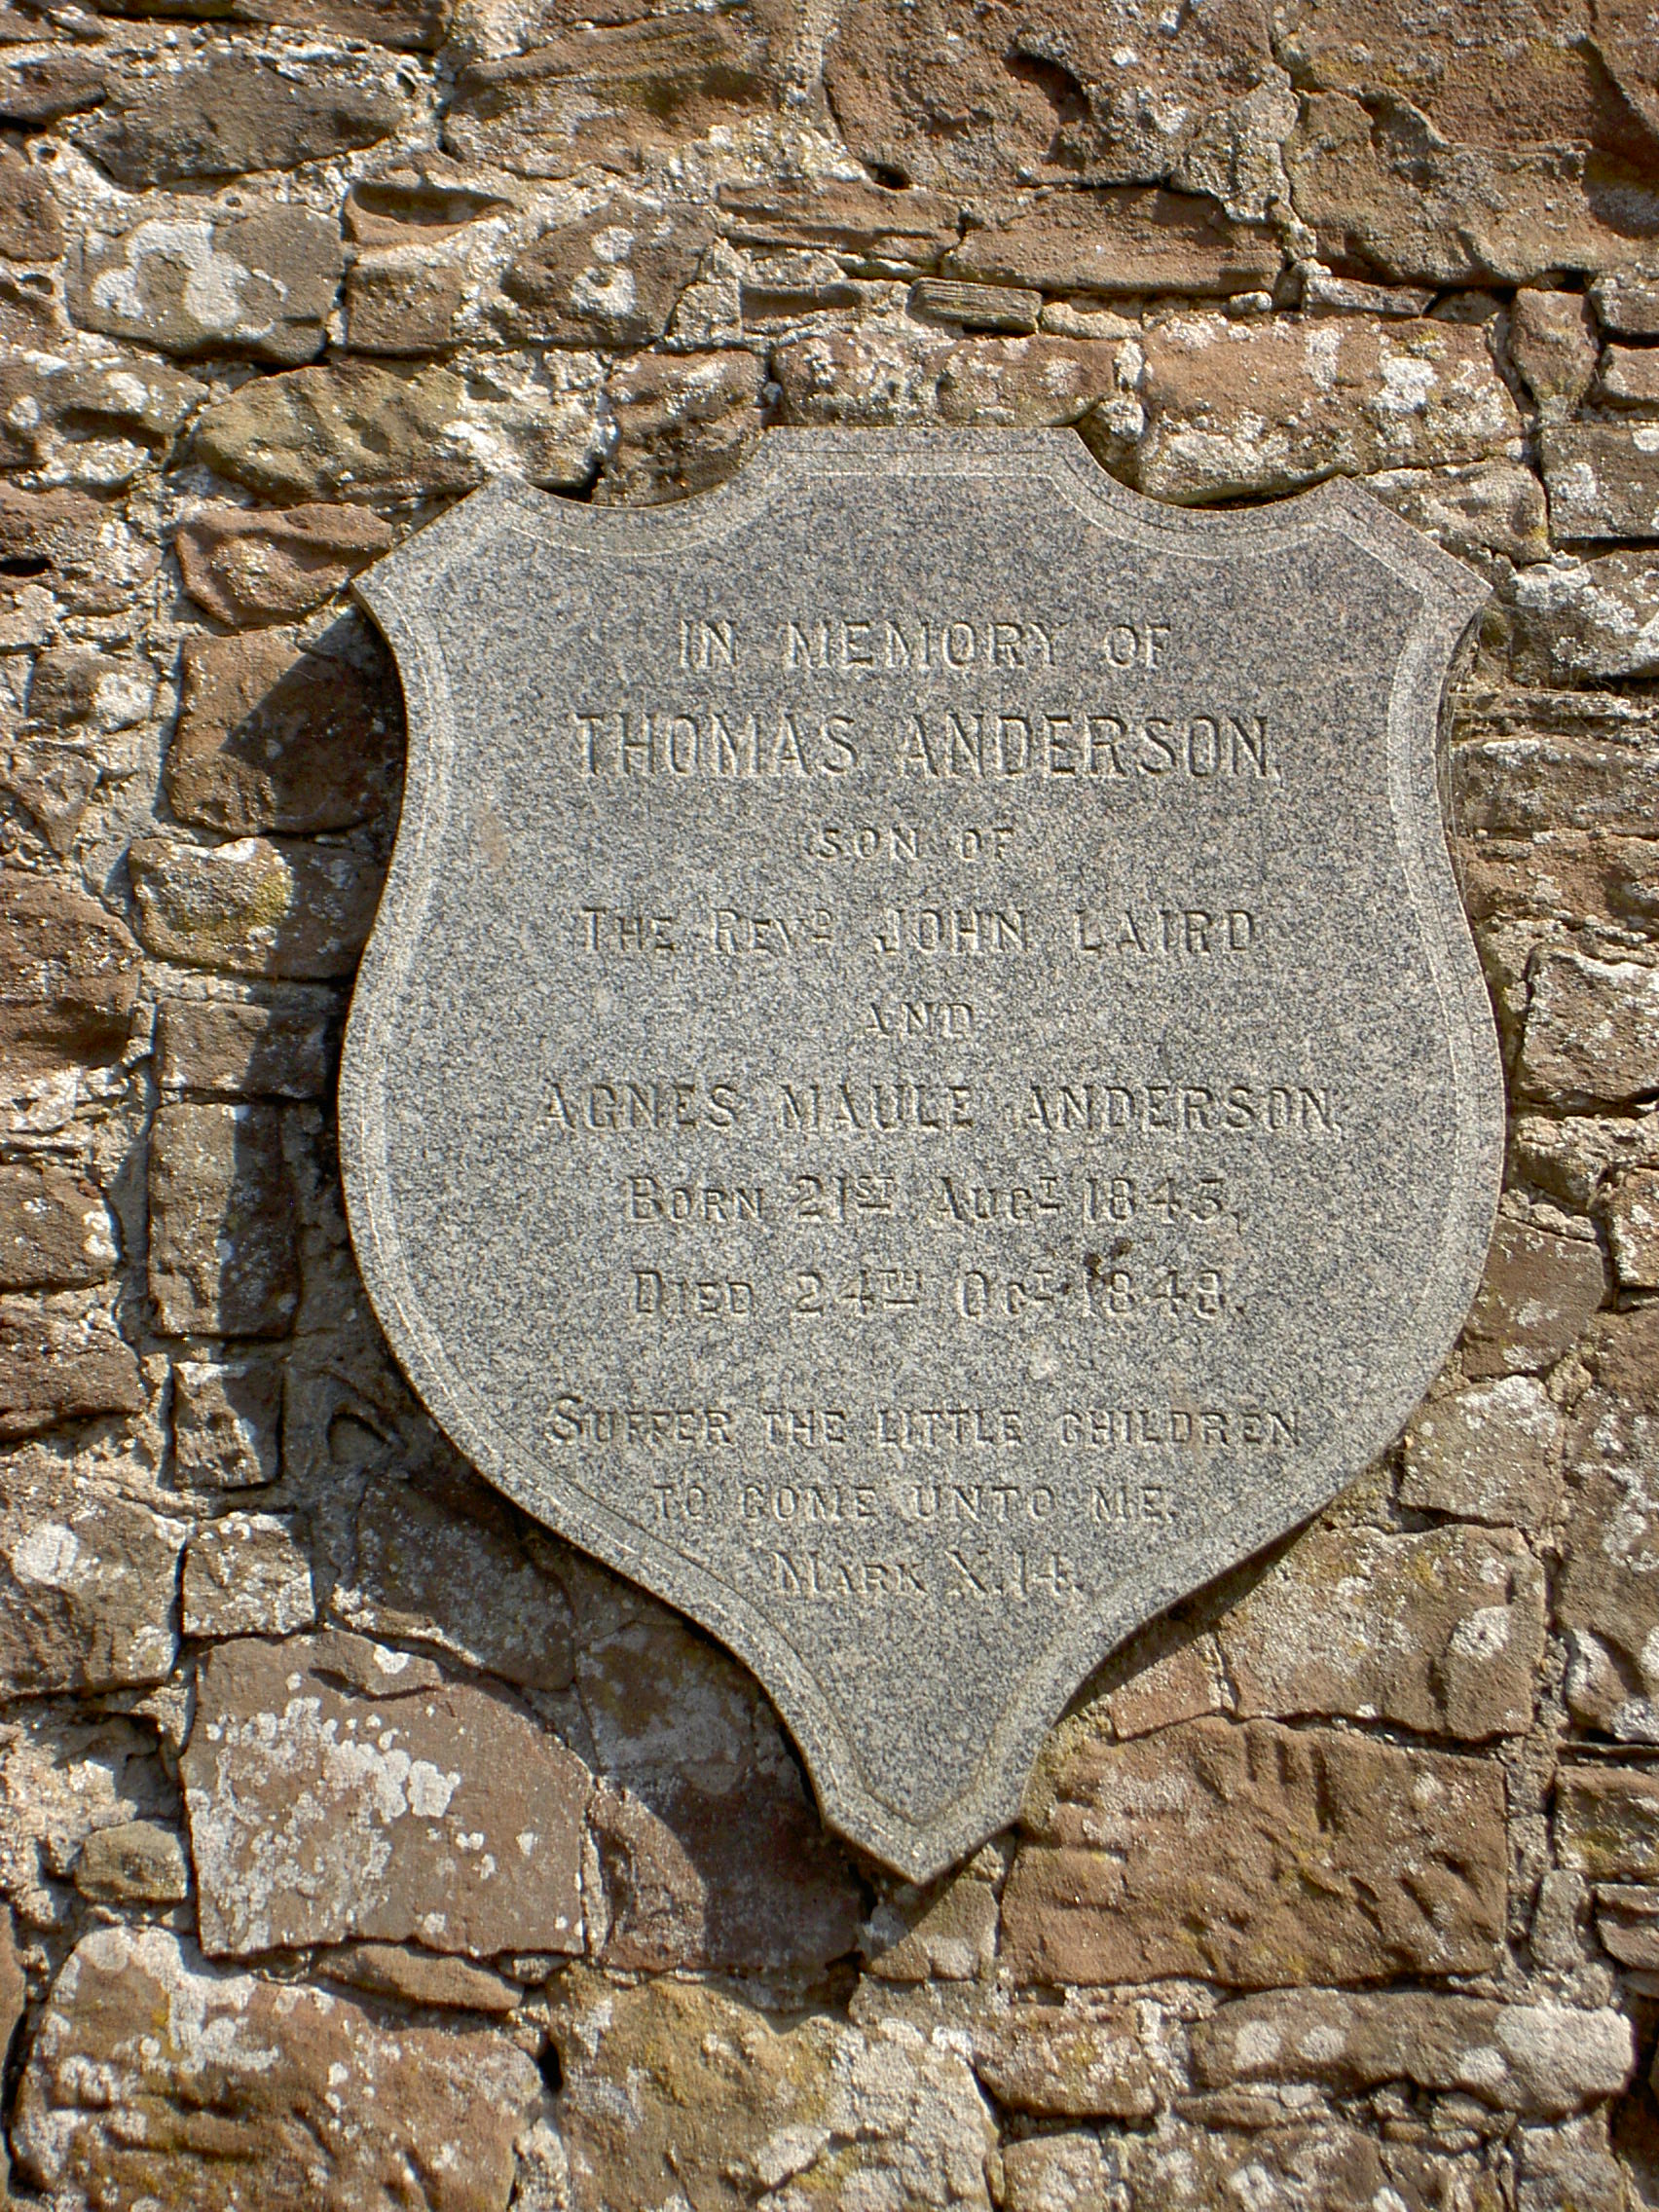 IN MEMORY OF
THOMAS ANDERSON,
SON OF
THE REVD JOHN LAIRD
AND
AGNES MAULE ANDERSON,
BORN 21ST AUGT 1843,
DIED 24TH OCT 1848.
SUFFER THE LITTLE CHILDREN
TO COME UNTO ME.
MARK X.14.